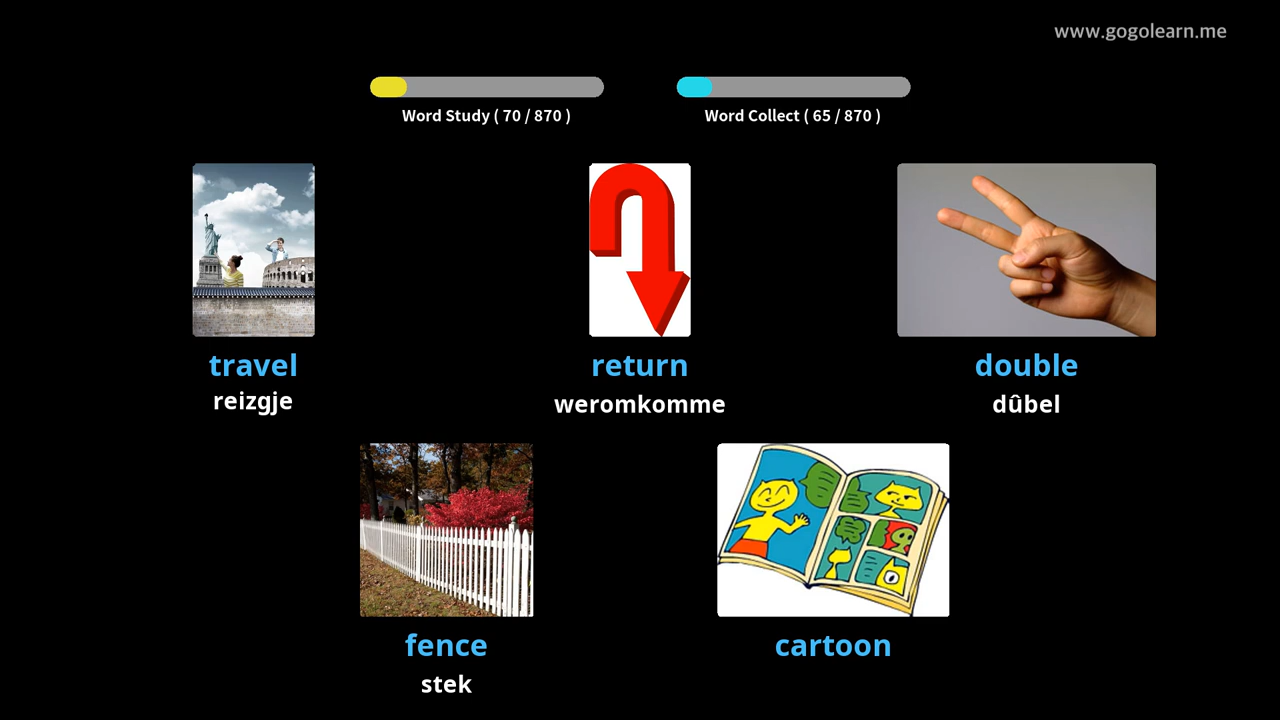 www.gogolearn.me
Word Study ( 70 / 870 )
Word Collect ( 65 / 870 )
travel
return
double
reizgje
weromkomme
dûbel
fence
cartoon
stek